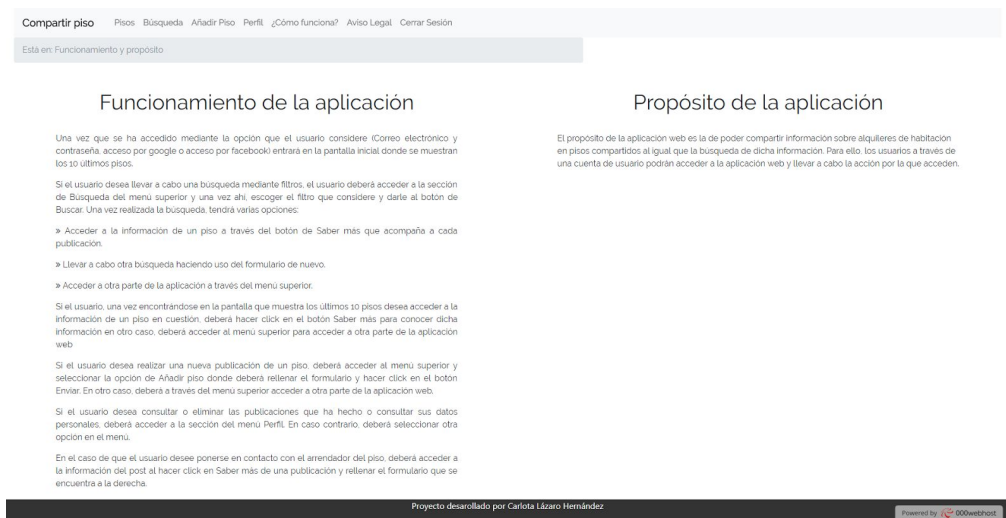 Compartir piso Pisos Búsqueda Añadir Piso Perfil ¿Cómo funciona? Aviso Legal Cerrar Sesión
Está en: Funcionamiento y propósito
Funcionamiento de la aplicación
Una vez que se ha accedido mediante la opción que el usuario considere (Correo electrónico y
contraseña, acceso por google o acceso por facebook) entrará en la pantalla inicial donde se muestran
los 10 últimos pisos.
Si el usuario desea llevar a cabo una búsqueda mediante filtros, el usuario deberá acceder a la sección
de Búsqueda del menú superior y una vez ahí, escoger el filtro que considere y darle al botón de
Buscar. Una vez realizada la búsqueda, tendrá varias opciones:
» Acceder a la información de un piso a través del botón de Saber más que acompaña a cada
publicación.
» Llevar a cabo otra búsqueda haciendo uso del formulario de nuevo.
» Acceder a otra parte de la aplicación a través del menú superior.
Si el usuario, una vez encontrándose en la pantalla que muestra los últimos 10 pisos desea acceder a la
información de un piso en cuestión, deberá hacer click en el botón Saber más para conocer dicha
información en otro caso, deberá acceder al menú superior para acceder a otra parte de la aplicación
web
Si el usuario desea realizar una nueva publicación de un piso, deberá acceder al menú superior y
seleccionar la opción de Añadir piso donde deberá rellenar el formulario y hacer click en el botón
Enviar. En otro caso, deberá a través del menú superior acceder a otra parte de la aplicación web.
Si el usuario desea consultar o eliminar las publicaciones que ha hecho o consultar sus datos
personales, deberá acceder a la sección del menú Perfil. En caso contrario, deberá seleccionar otra
opción en el menú.
En el caso de que el usuario desee ponerse en contacto con el arrendador del piso, deberá acceder a
la información del post al hacer click en Saber más de una publicación y rellenar el formulario que se
encuentra a la derecha.
Propósito de la aplicación
El propósito de la aplicación web es la de poder compartir información sobre alquileres de habitación
en pisos compartidos al igual que la busqueda de dicha información. Para ello, los usuarios a través de
una cuenta de usuario podrán acceder a la aplicación web y llevar a cabo la acción por la que acceden.
Proyecto desarollado por Carlota Lázaro Hernández
Powered by 000webhost